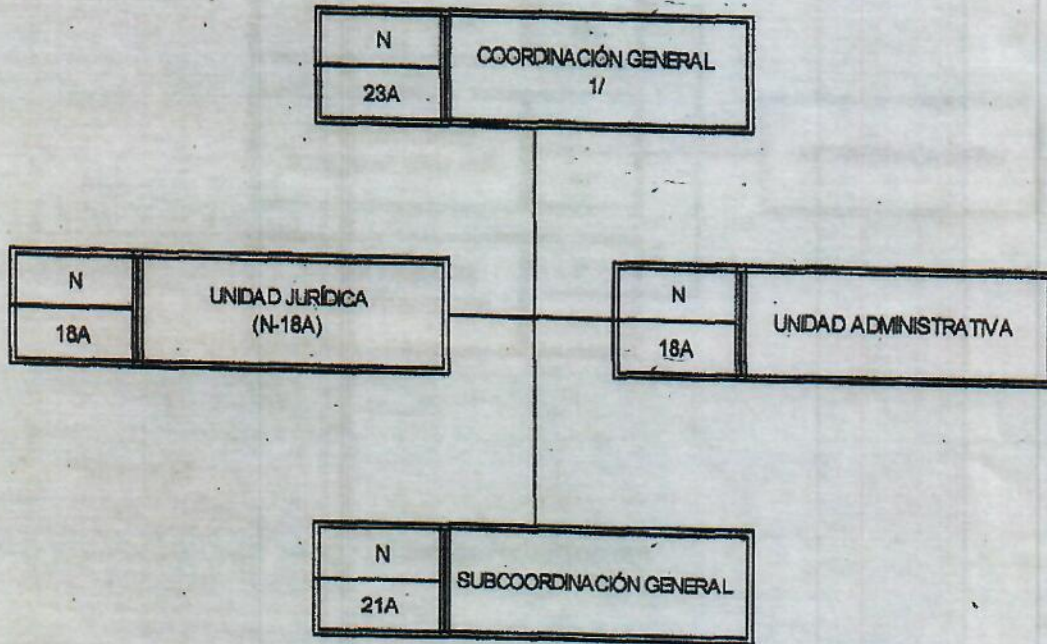 N
23A
COORDINACIÓN GENERAL
1/
N
18A
UNIDAD JURÍDICA
(N-18A)
N
18A
UNIDAD ADMINISTRATIVA
N
21A
SUBCOORDINACIÓN GENERAL